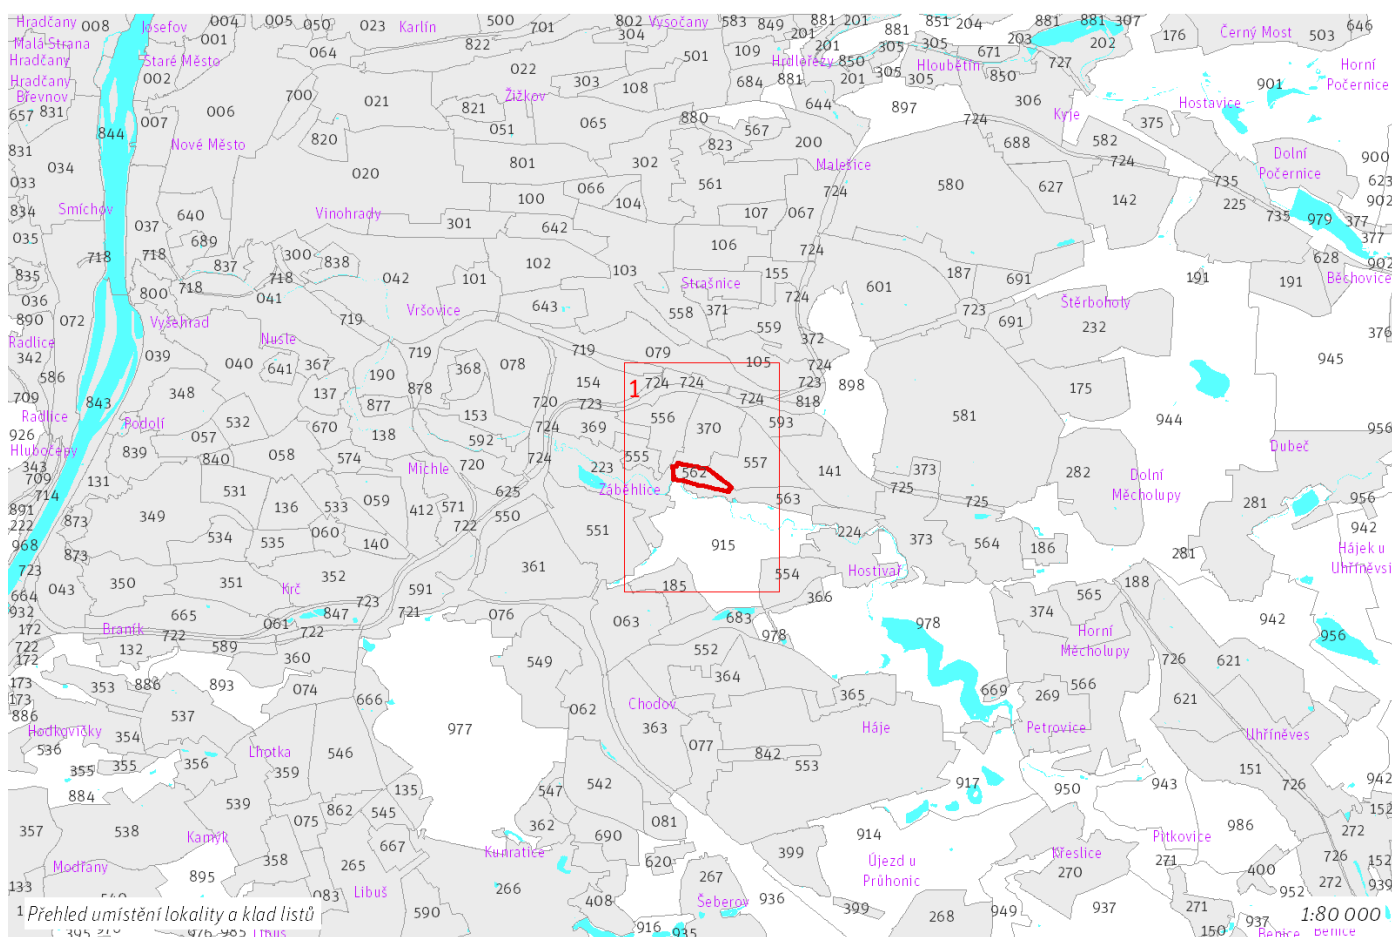 Hradčany 008 Josefov 004 005 050 023 Karlín 500 701 802 Vysočany 583 849 881 201 851 204 881 881 307 646
Malá Strana 001 304 201 881 203 202 176 Černý Most 503
Hradčany Staré Město 064 822 501 109 201 305 305 671 727 Horní
Hradčany 002 022 303 108 684 Hrdlořezy 850 Hloubětín 850 901 Počernice
Břevnov 700 021 821 Žižkov 881 201 305 305 306 Hostavice
657 831 006 065 880 644 897 Kyje 375
844 007 820 051 567 724 582
831 Nové Město 823 200 688 Dolní 900
034 801 302 Malešice 724 Počernice
033 020 066 561 724 580 627 735 623
834 Smíchov 640 Vinohrady 100 104 107 067 142 225 735 979 377 902
035 037 689 301 642 106 724 377
718 718 837 300 838 102 103 155 187 691 191 628 902
835 718 718 042 101 Strašnice 601 191 Běchovice
036 800 041 643 371 724 723 Štěrboholy
890 072 Vyšehrad 719 Vršovice 558 559 691 232 376
Radlice Nusle 372
342 039 040 641 367 719 078 719 079 105 724 945
586 348 190 368 154 1 724 724 723 898 175
709 137 878 720 723 724 818
Radlice 843 Podolí 532 877 153 724 369 556 370 593 581 944
926 057 670 138 592 956
Hlubočepy 839 840 058 574 724 555 557 Dubeč
343 Michle 720 223 562 141 373 282 Dolní
709 131 531 059 625 Záběhlice 725 725 Měcholupy
714 136 533 412 571 563 281 956
891 349 873 550 551 224 942
222 534 535 060 722 915 373 564 186
968 873 140 Hostivař 281 Hájek u
723 350 351 352 361 554 188 Uhříněvsi
664 043 Krč 591 185 366 565
932 665 061 847 723 721 076 063 683 978 978 374 942 956
172 Braník 722 722 Horní
722 132 589 549 552 Měcholupy 726 621
172 360 364
173 353 886 893 074 666 365 669 269 566 621
173 062 Chodov
886 537 977 363 Háje Petrovice Uhříněves
Hodkovičky 354 546 077 842
536 355 356 Lhotka 553 151
355 359 542 917 950 943 726 942
884 539 135 547
075 862 545 081 986 152
357 538 Kamýk 362 690 914 Pitkovice 272
667 Kunratice 399 Křeslice
Modřany 358 265 620 Újezd u 270 271 726 152
895 267 Průhonic 400
133 083 Libuš 266 408 Šeberov 936 399 268 949 937 271 952 272 939
590 916 935 150 937
Přehled umístění lokality a klad listů 1:80 000